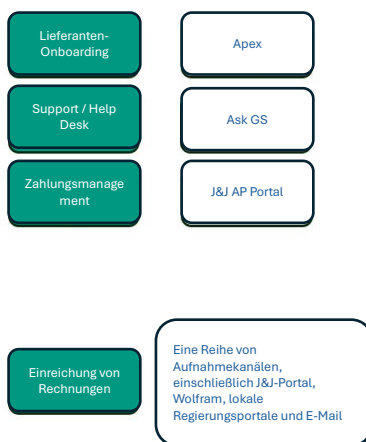 Lieferanten-
Onboarding
Apex
Support / Help
Desk
Ask GS
Zahlungsmanage
ment
J&J AP Portal
Einreichung von
Rechnungen
Eine Reihe von
Aufnahmekanälen,
einschließlich J&J-Portal,
Wolfram, lokale
Regierungsportale und E-Mail